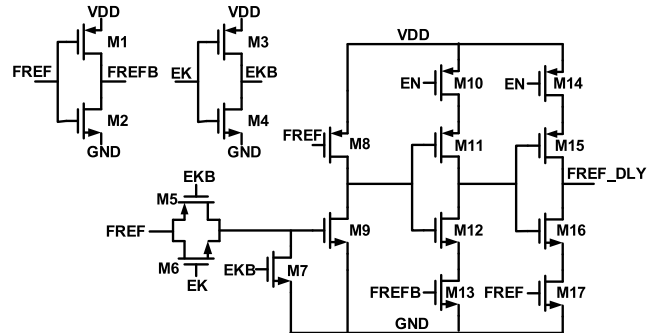 VDD
M1
FREF
FREFB
M2
GND
VDD
M3
EK
EKB
M4
GND
VDD
EN
M10
EN
M14
FREF
M8
M11
M15
FREF_DLY
EKB
M5
FREF
M6
EK
EKB
M7
M9
M12
M16
FREFB
M13
FREF
M17
GND